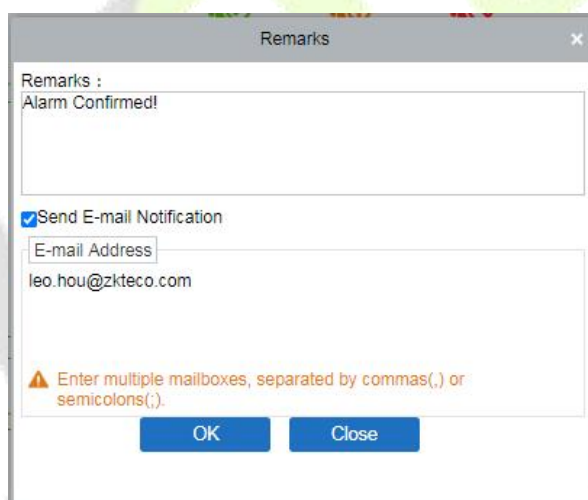 Remarks
Remarks :
Alarm Confirmed!
Send E-mail Notification
E-mail Address
leo.hou@zkteco.com
Enter multiple mailboxes, separated by commas(,) or
semicolons(;).
OK Close